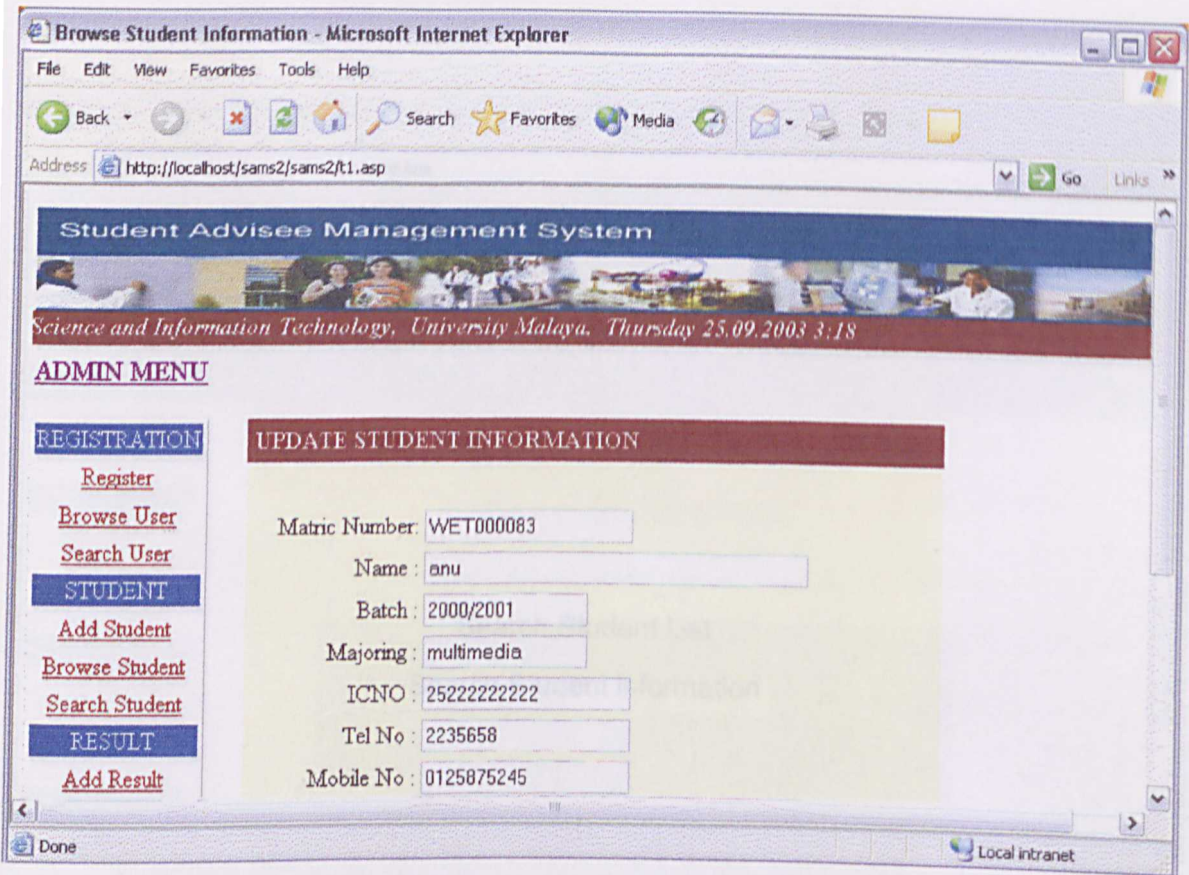 Browse Student Information - Microsoft Internet Explorer
File Edit View Favorites Tools Help
Back Search Favorites Media
Address http://localhost/sams2/sams2/t1.asp Go Links »
Student Advisee Management System
Science and Information Technology, University Malaya. Thursday 25.09.2003 3:18
ADMIN MENU
REGISTRATION
Register
Browse User
Search User
STUDENT
Add Student
Browse Student
Search Student
RESULT
Add Result
UPDATE STUDENT INFORMATION
Matric Number: WET000083
Name : anu
Batch : 2000/2001
Majoring : multimedia
ICNO : 25222222222
Tel No : 2235658
Mobile No : 0125875245
Done Local intranet